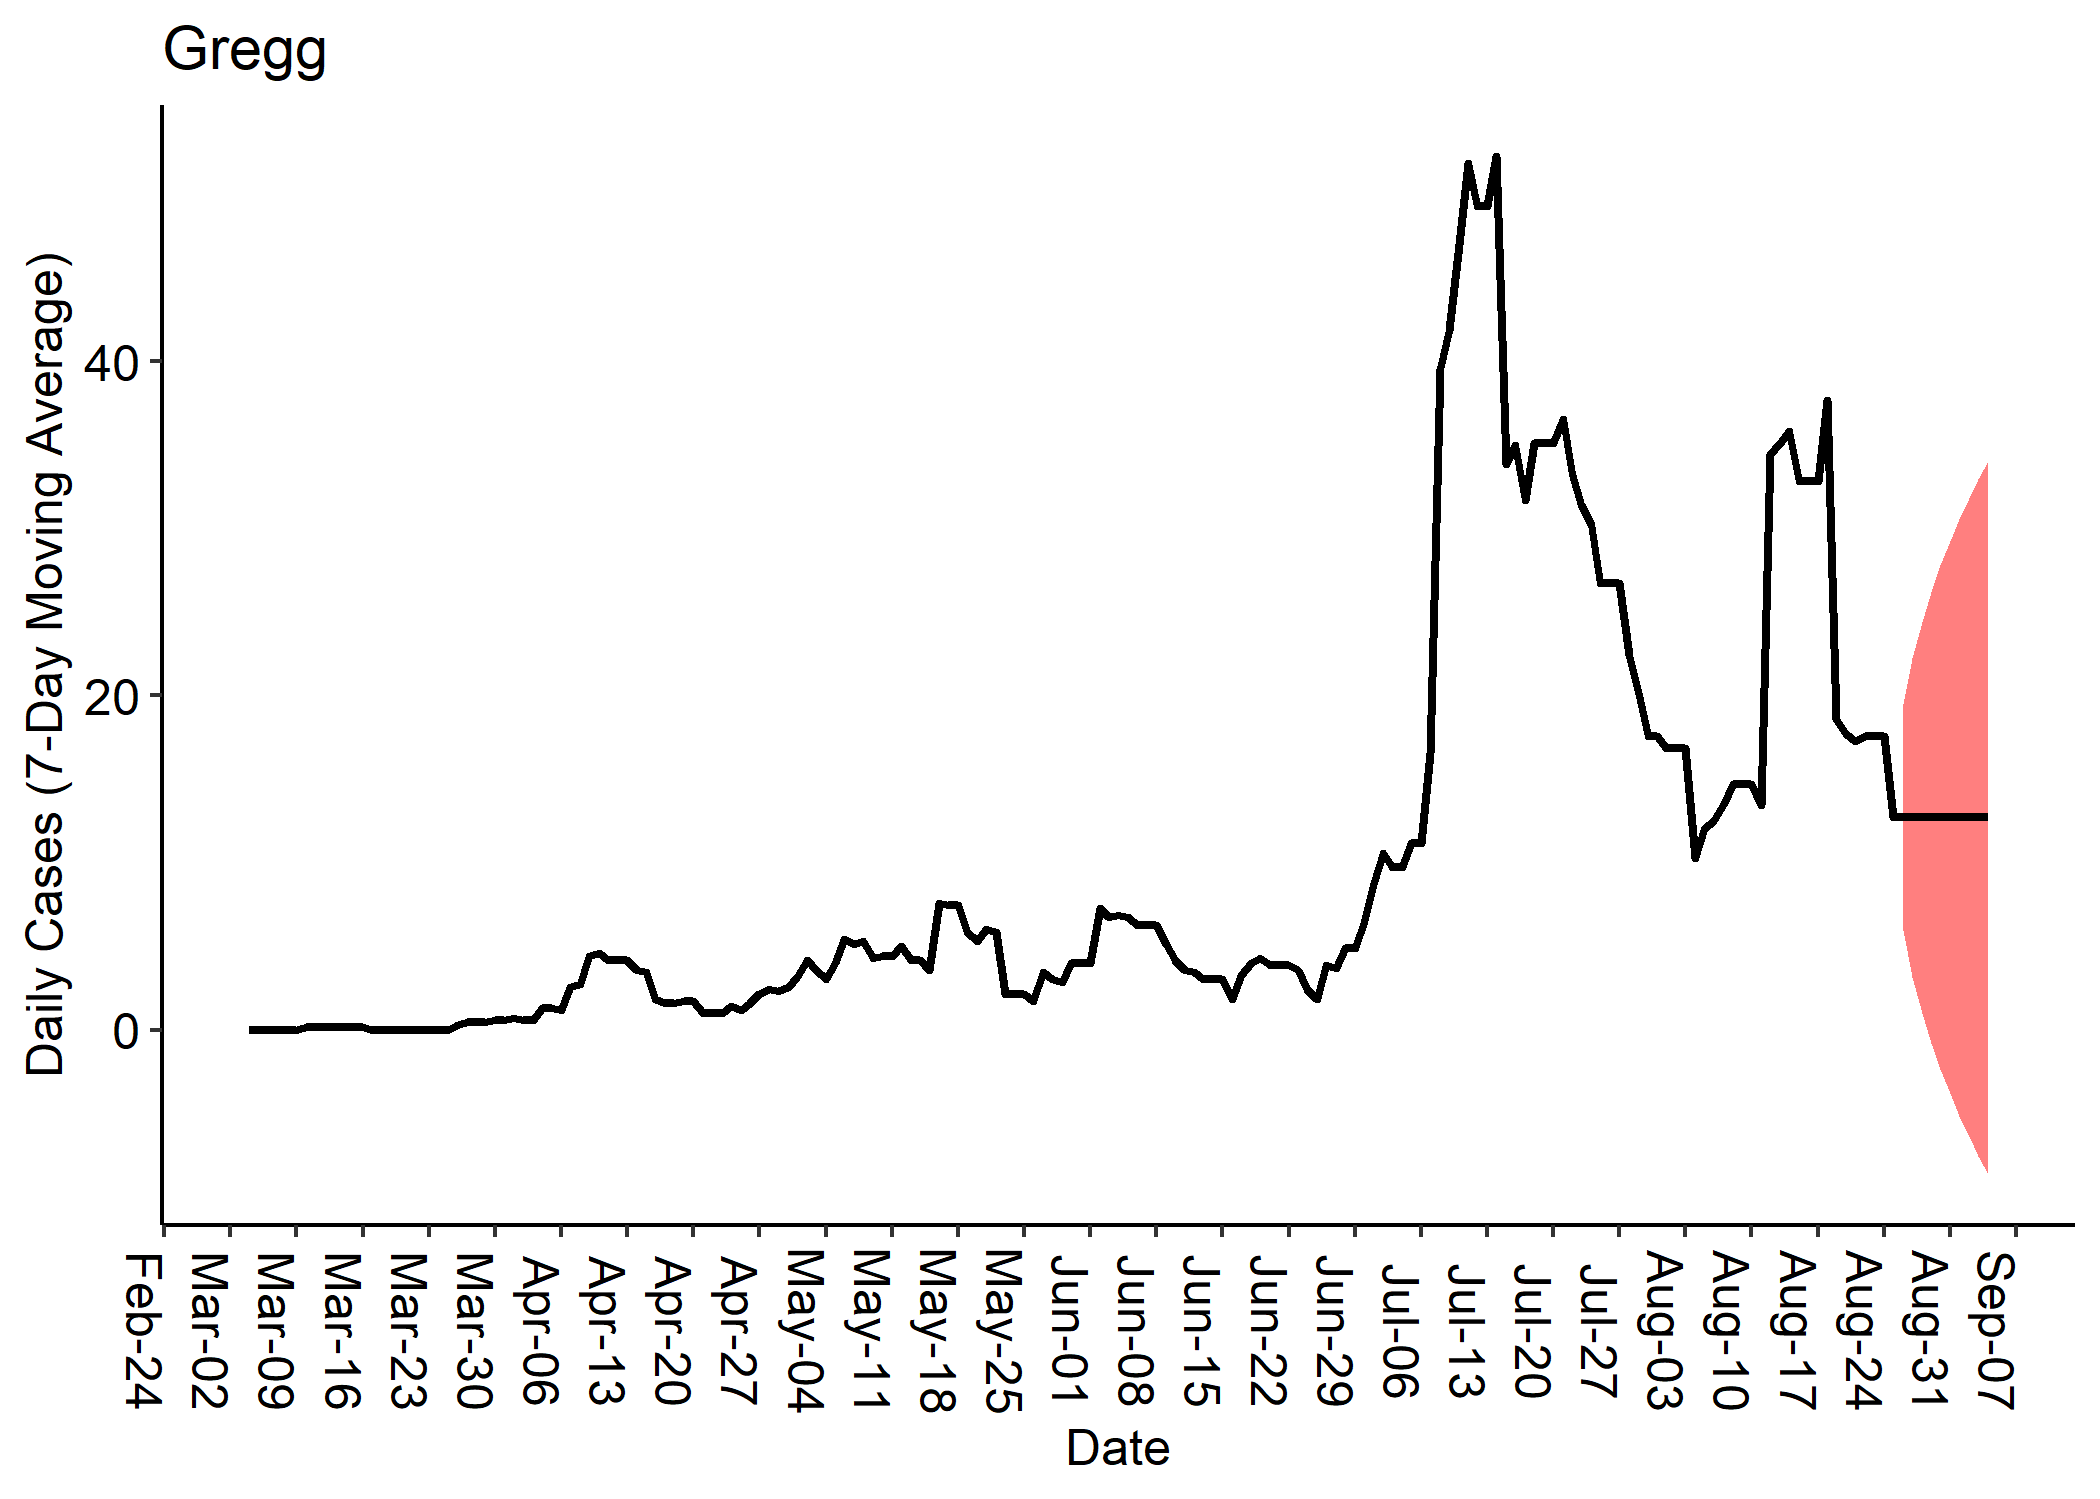 Gregg
Daily Cases (7-Day Moving Average)
40
20
0
Feb-24
Mar-02
Mar-09
Mar-16
Mar-23
Mar-30
Apr-06
Apr-13
Apr-20
Apr-27
May-04
May-11
May-18
May-25
Jun-01
Jun-08
Jun-15
Jun-22
Jun-29
Jul-06
Jul-13
Jul-20
Jul-27
Aug-03
Aug-10
Aug-17
Aug-24
Aug-31
Sep-07
Date